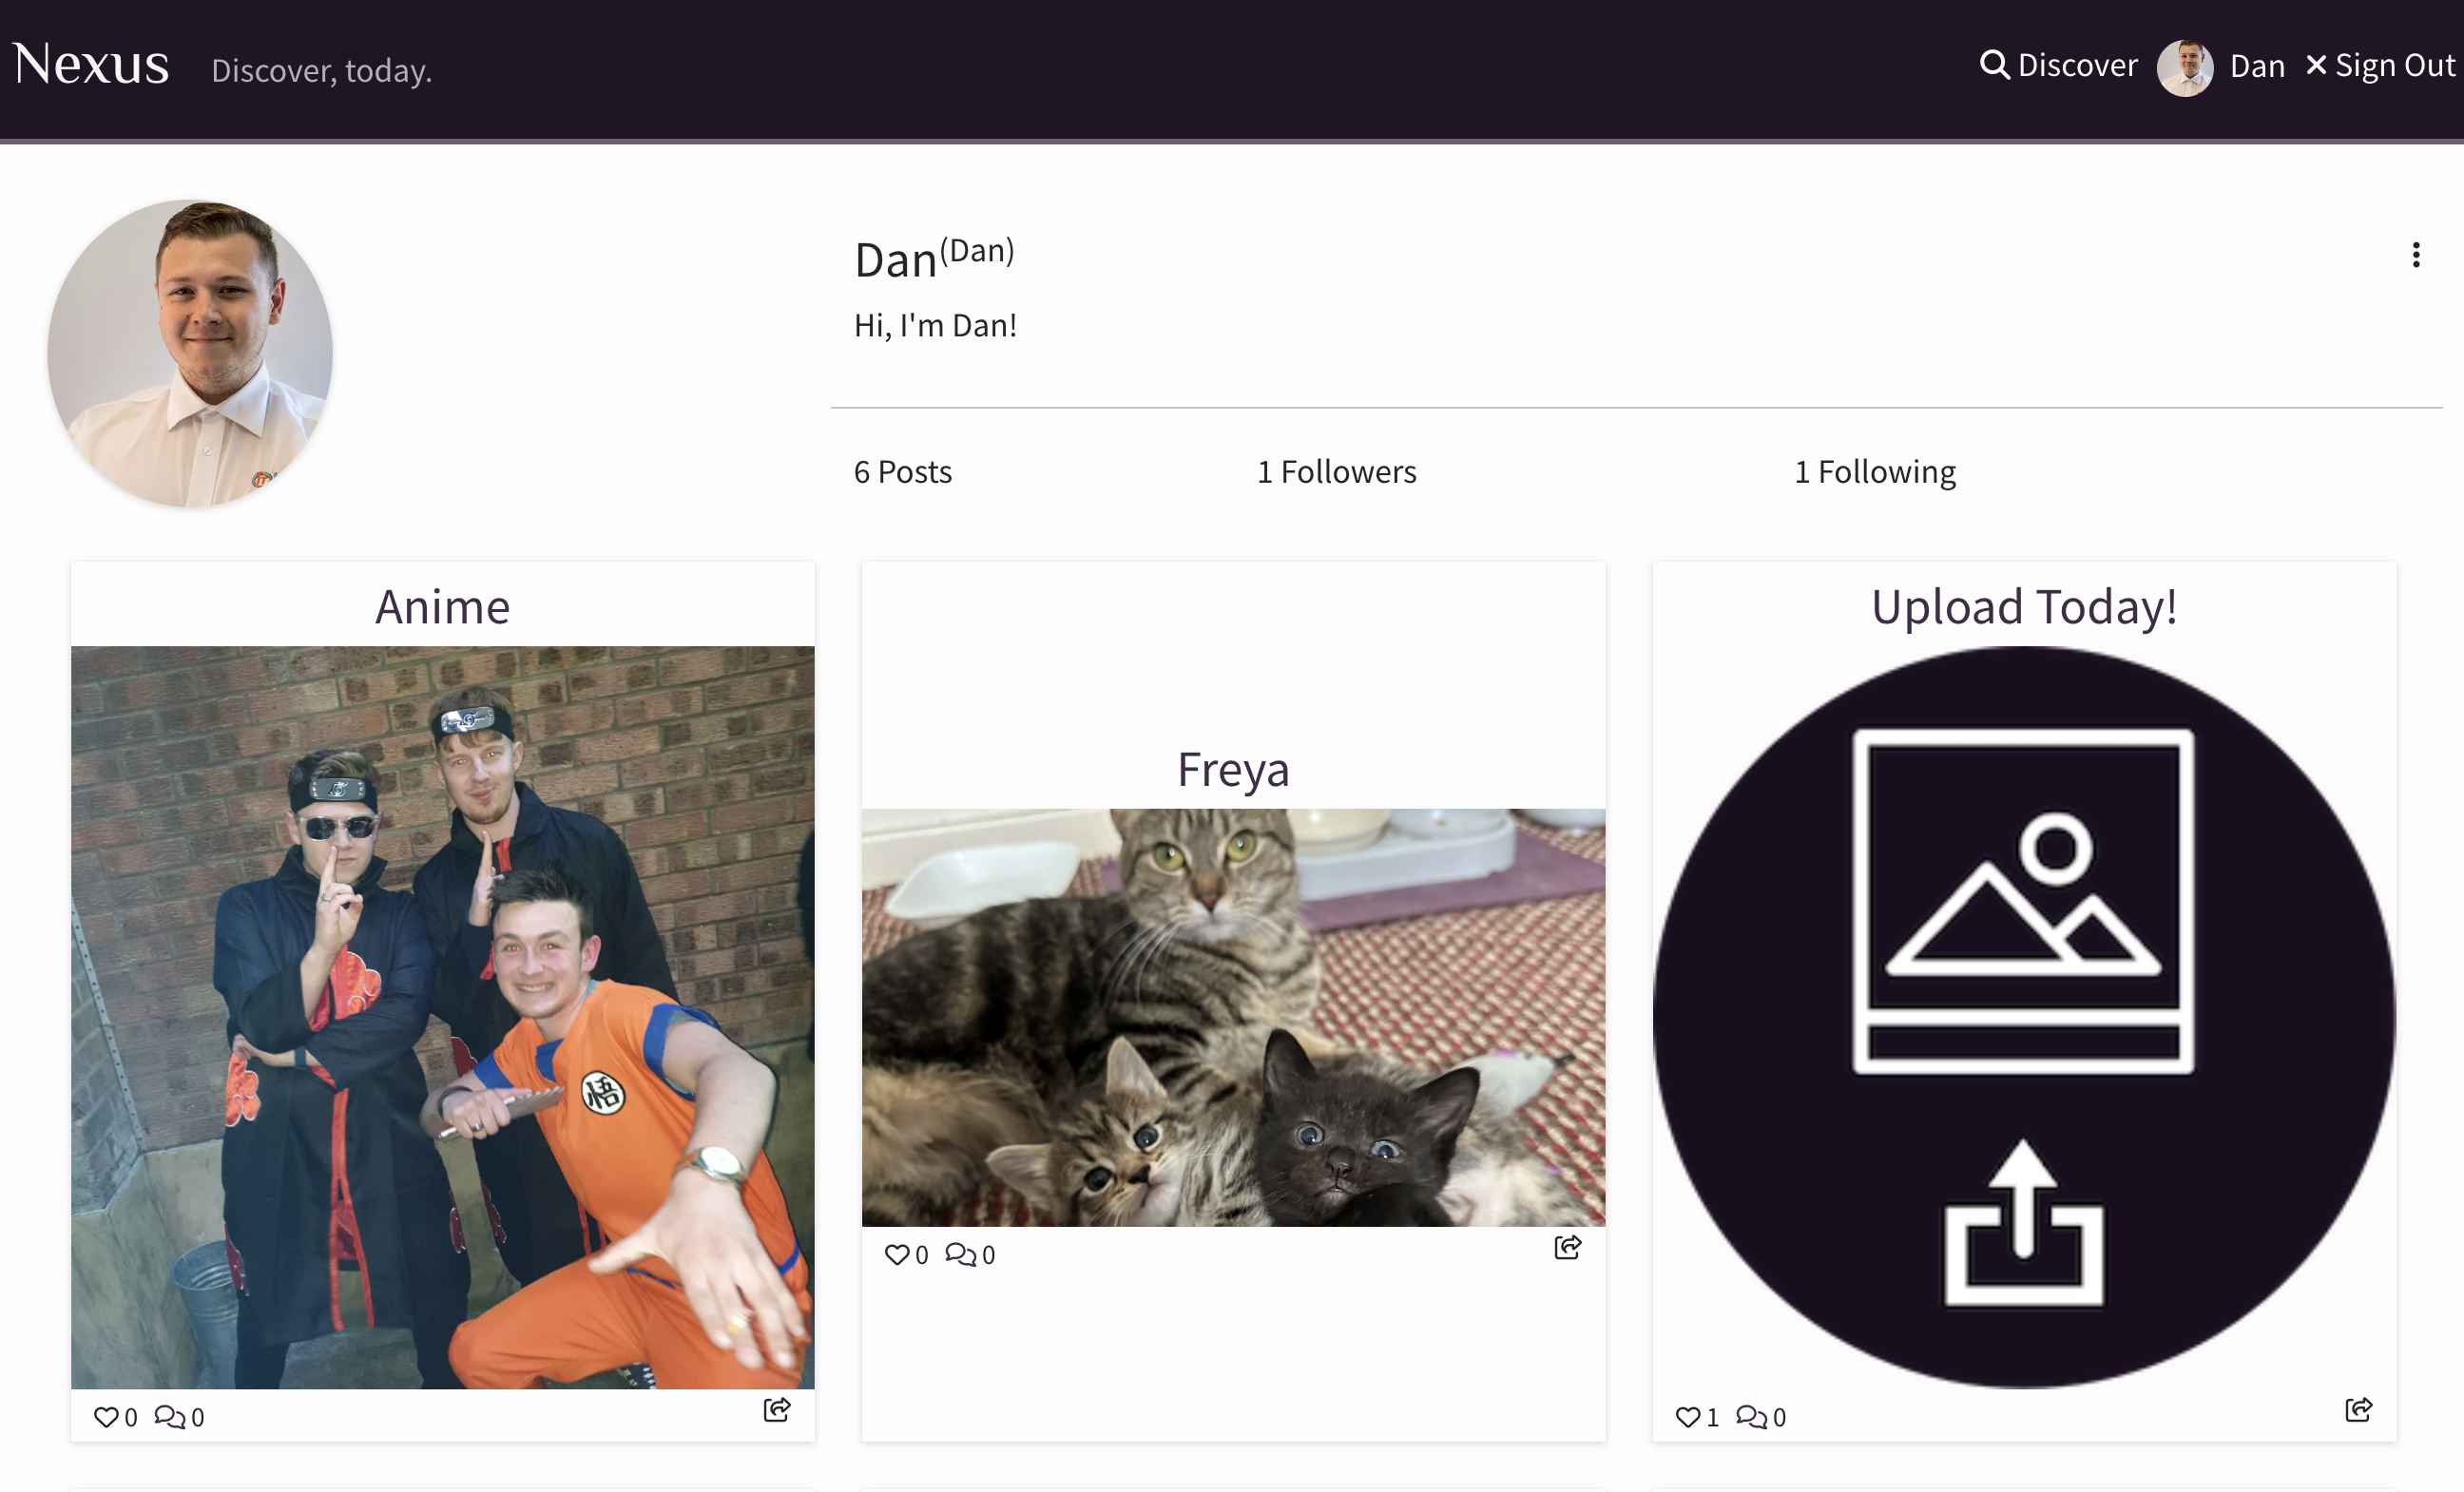 Nexus Discover, today. Discover Dan Sign Out
Dan(Dan)
Hi, I'm Dan!
6 Posts 1 Followers 1 Following
Anime
Freya
Upload Today!
悟
0 0
0 0
1 0